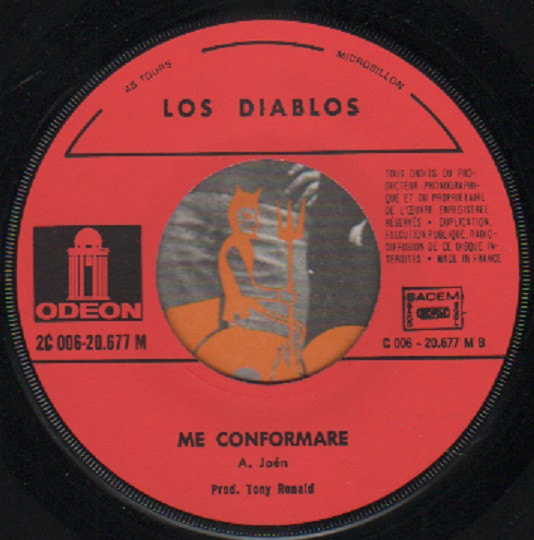 45 TOURS
MICROSILLON
LOS DIABLOS
TOUS DROITS DU PRO-
DUCTEUR PHONOGRAPHI-
QUE ET DU PROPRIETAIRE
DE L'ŒUVRE ENREGISTREE
RÉSERVÉS • DUPLICATION,
EXECUTION PUBLIQUE, RADIO-
DIFFUSION DE CE DISQUE IN-
TERDITES • MADE IN FRANCE
ODEON
SACEM
2C 006-20.677 M
C 006 - 20.677 M B
ME CONFORMARE
A. Jaén
Prod. Tony Ronald